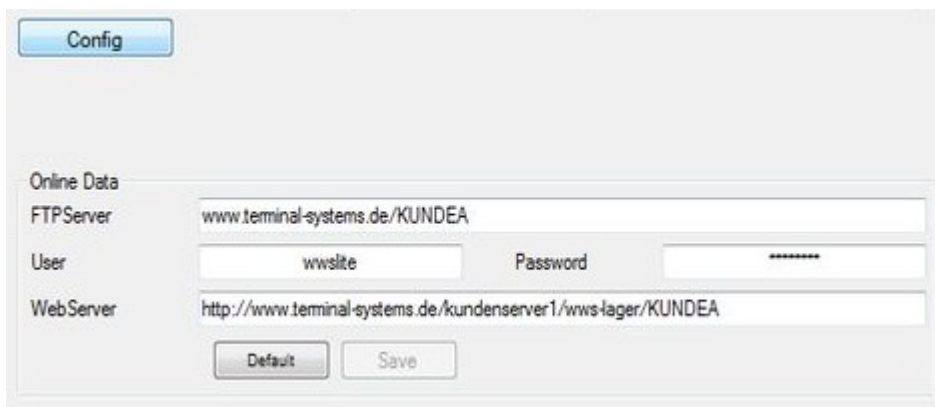 Config
Online Data
FTPServer www.terminal-systems.de/KUNDEA
User wwslite Password ********
WebServer http://www.terminal-systems.de/kundenserver1/wws-lager/KUNDEA
Default Save